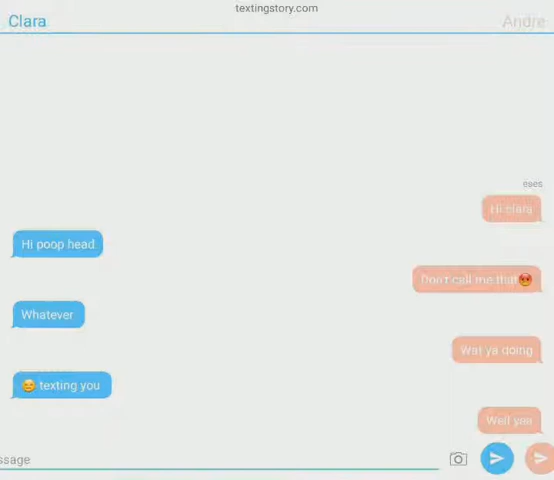 textingstory.com
Clara
Andre
eses
Hi clara
Hi poop head
Don't call me that😡
Whatever
Wat ya doing
😒 texting you
Well yea
ssage